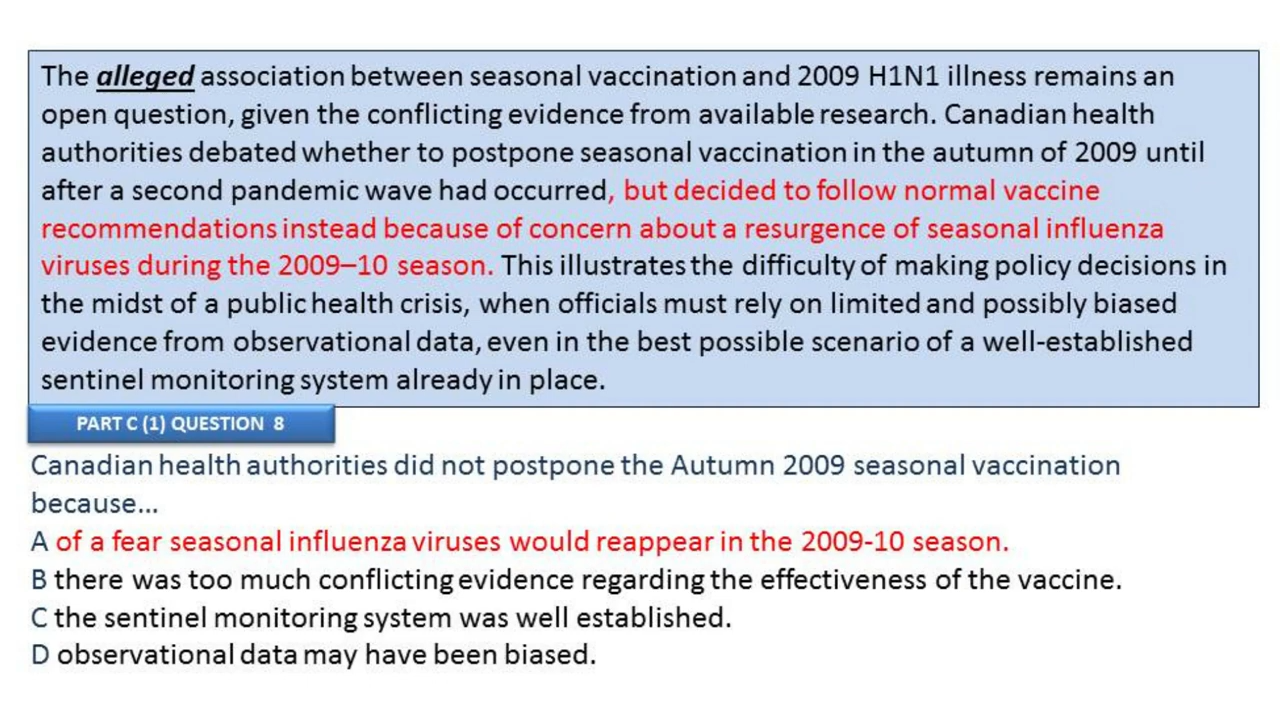 The alleged association between seasonal vaccination and 2009 H1N1 illness remains an
open question, given the conflicting evidence from available research. Canadian health
authorities debated whether to postpone seasonal vaccination in the autumn of 2009 until
after a second pandemic wave had occurred, but decided to follow normal vaccine
recommendations instead because of concern about a resurgence of seasonal influenza
viruses during the 2009–10 season. This illustrates the difficulty of making policy decisions in
the midst of a public health crisis, when officials must rely on limited and possibly biased
evidence from observational data, even in the best possible scenario of a well-established
sentinel monitoring system already in place.
PART C (1) QUESTION 8
Canadian health authorities did not postpone the Autumn 2009 seasonal vaccination
because…
A of a fear seasonal influenza viruses would reappear in the 2009-10 season.
B there was too much conflicting evidence regarding the effectiveness of the vaccine.
C the sentinel monitoring system was well established.
D observational data may have been biased.